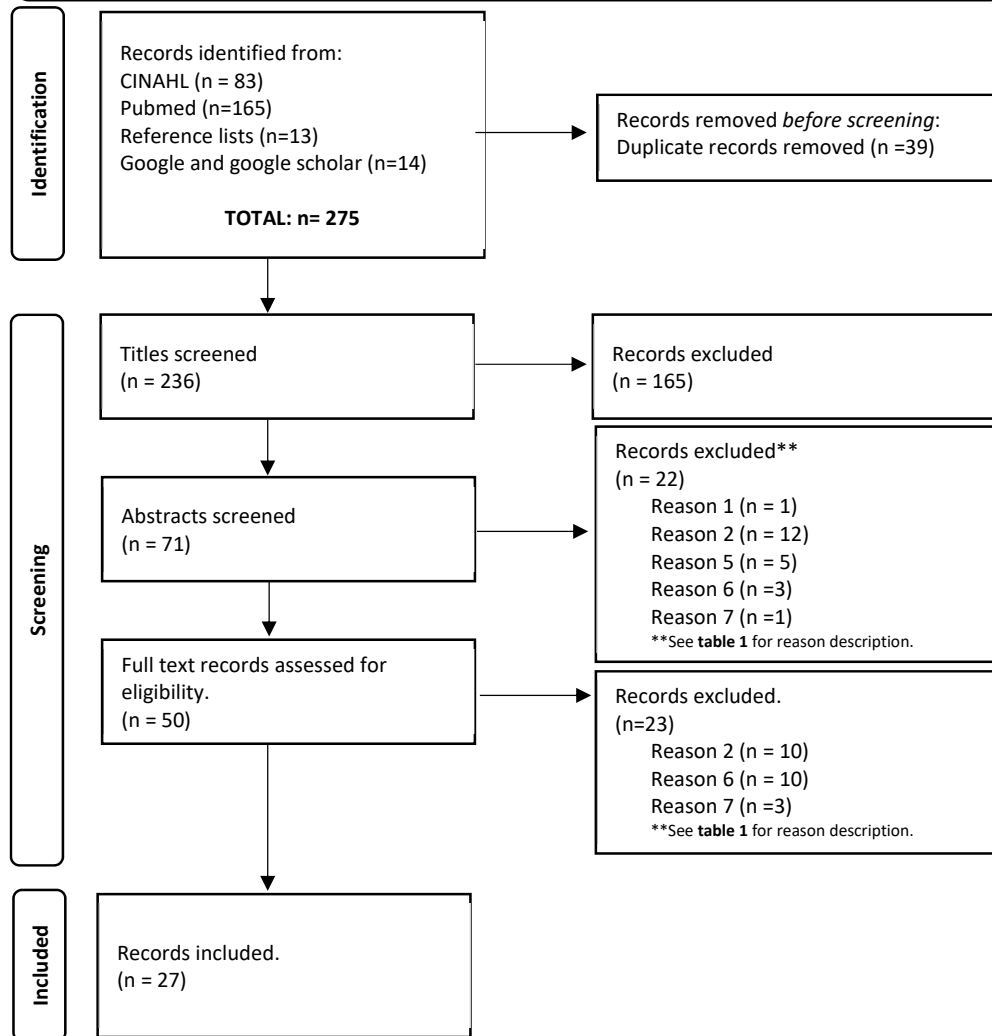 Identification
Records identified from:
CINAHL (n = 83)
Pubmed (n=165)
Reference lists (n=13)
Google and google scholar (n=14)
TOTAL: n= 275
Records removed before screening:
Duplicate records removed (n =39)
Screening
Titles screened
(n = 236)
Records excluded
(n = 165)
Abstracts screened
(n = 71)
Records excluded**
(n = 22)
Reason 1 (n = 1)
Reason 2 (n = 12)
Reason 5 (n = 5)
Reason 6 (n =3)
Reason 7 (n =1)
**See table 1 for reason description.
Full text records assessed for
eligibility.
(n = 50)
Records excluded.
(n=23)
Reason 2 (n = 10)
Reason 6 (n = 10)
Reason 7 (n =3)
**See table 1 for reason description.
Included
Records included.
(n = 27)